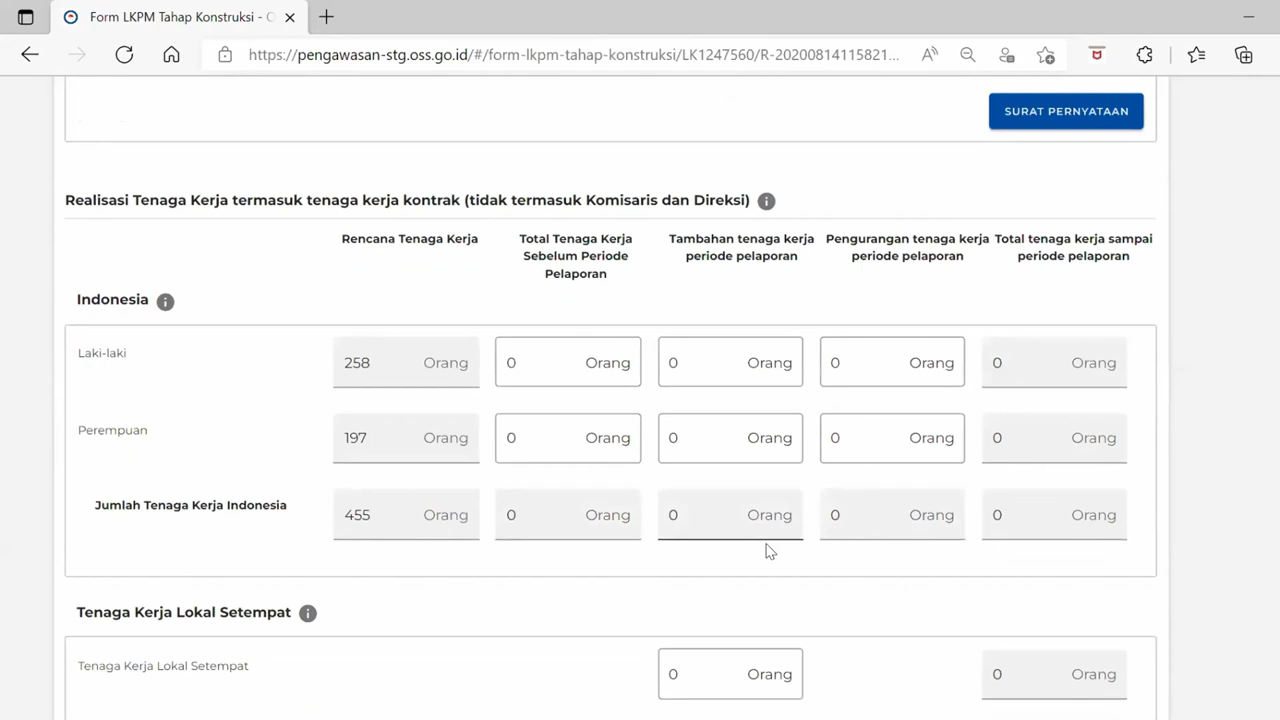 Form LKPM Tahap Konstruksi - O
https://pengawasan-stg.oss.go.id/#/form-lkpm-tahap-konstruksi/LK1247560/R-20200814115821...
SURAT PERNYATAAN
Realisasi Tenaga Kerja termasuk tenaga kerja kontrak (tidak termasuk Komisaris dan Direksi)
Rencana Tenaga Kerja
Total Tenaga Kerja
Sebelum Periode
Pelaporan
Tambahan tenaga kerja
periode pelaporan
Pengurangan tenaga kerja
periode pelaporan
Total tenaga kerja sampai
periode pelaporan
Indonesia
Laki-laki 258 Orang 0 Orang 0 Orang 0 Orang 0 Orang
Perempuan 197 Orang 0 Orang 0 Orang 0 Orang 0 Orang
Jumlah Tenaga Kerja Indonesia 455 Orang 0 Orang 0 Orang 0 Orang 0 Orang
Tenaga Kerja Lokal Setempat
Tenaga Kerja Lokal Setempat 0 Orang 0 Orang